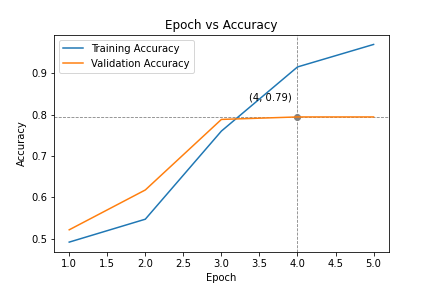 Epoch vs Accuracy
Training Accuracy
Validation Accuracy
(4, 0.79)
Accuracy
0.9
0.8
0.7
0.6
0.5
1.0 1.5 2.0 2.5 3.0 3.5 4.0 4.5 5.0
Epoch